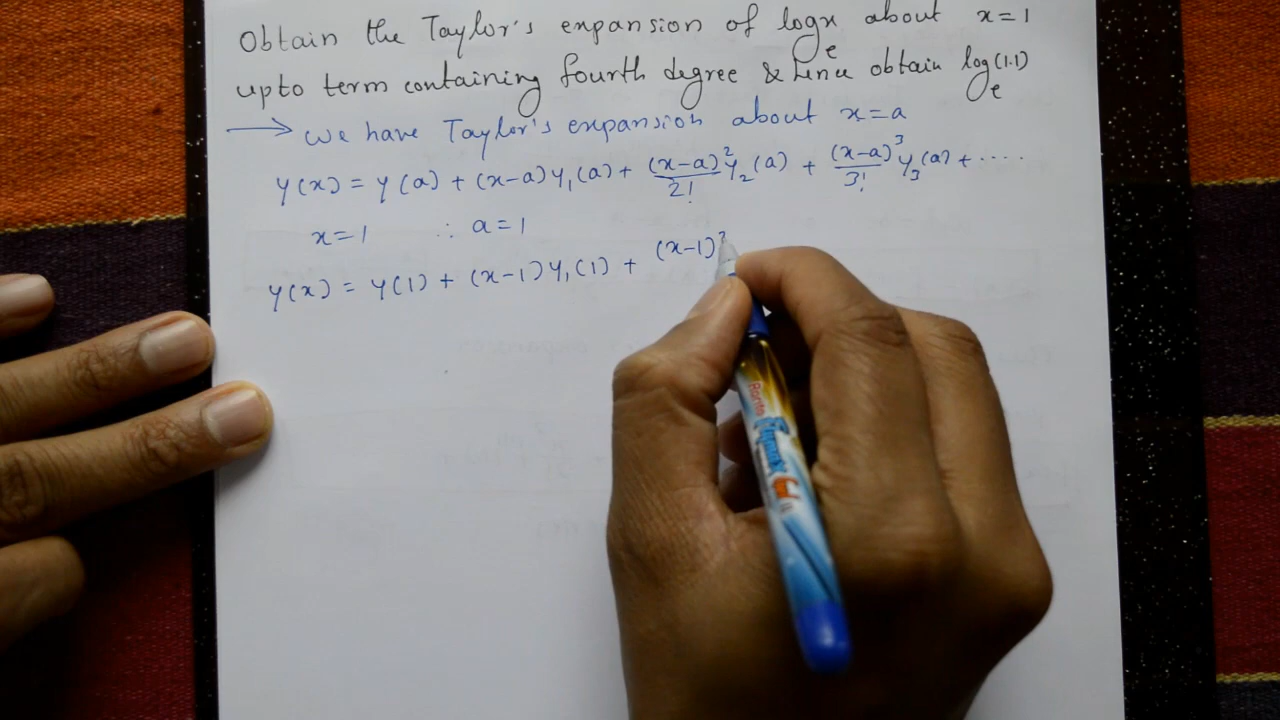 Obtain the Taylor's expansion of logₑx about x=1
upto term containing fourth degree & hence obtain logₑ(1.1)
→ We have Taylor's expansion about x=a
y(x) = y(a) + (x-a)y₁(a) + (x-a)²/2! y₂(a) + (x-a)³/3! y₃(a) + .....
x=1 ∴ a=1
y(x) = y(1) + (x-1)y₁(1) + (x-1)²
Rorito